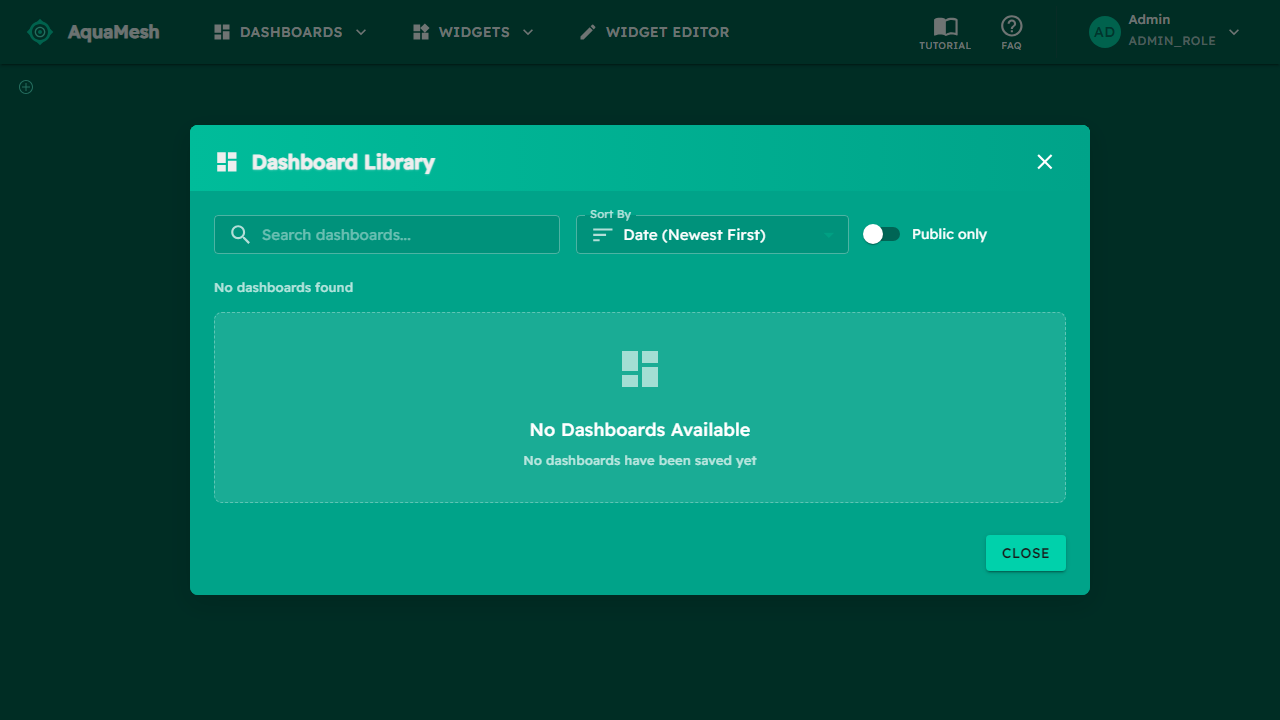 AquaMesh
DASHBOARDS
WIDGETS
WIDGET EDITOR
TUTORIAL
FAQ
AD
Admin
ADMIN_ROLE
Dashboard Library
Search dashboards...
Sort By
Date (Newest First)
Public only
No dashboards found
No Dashboards Available
No dashboards have been saved yet
CLOSE